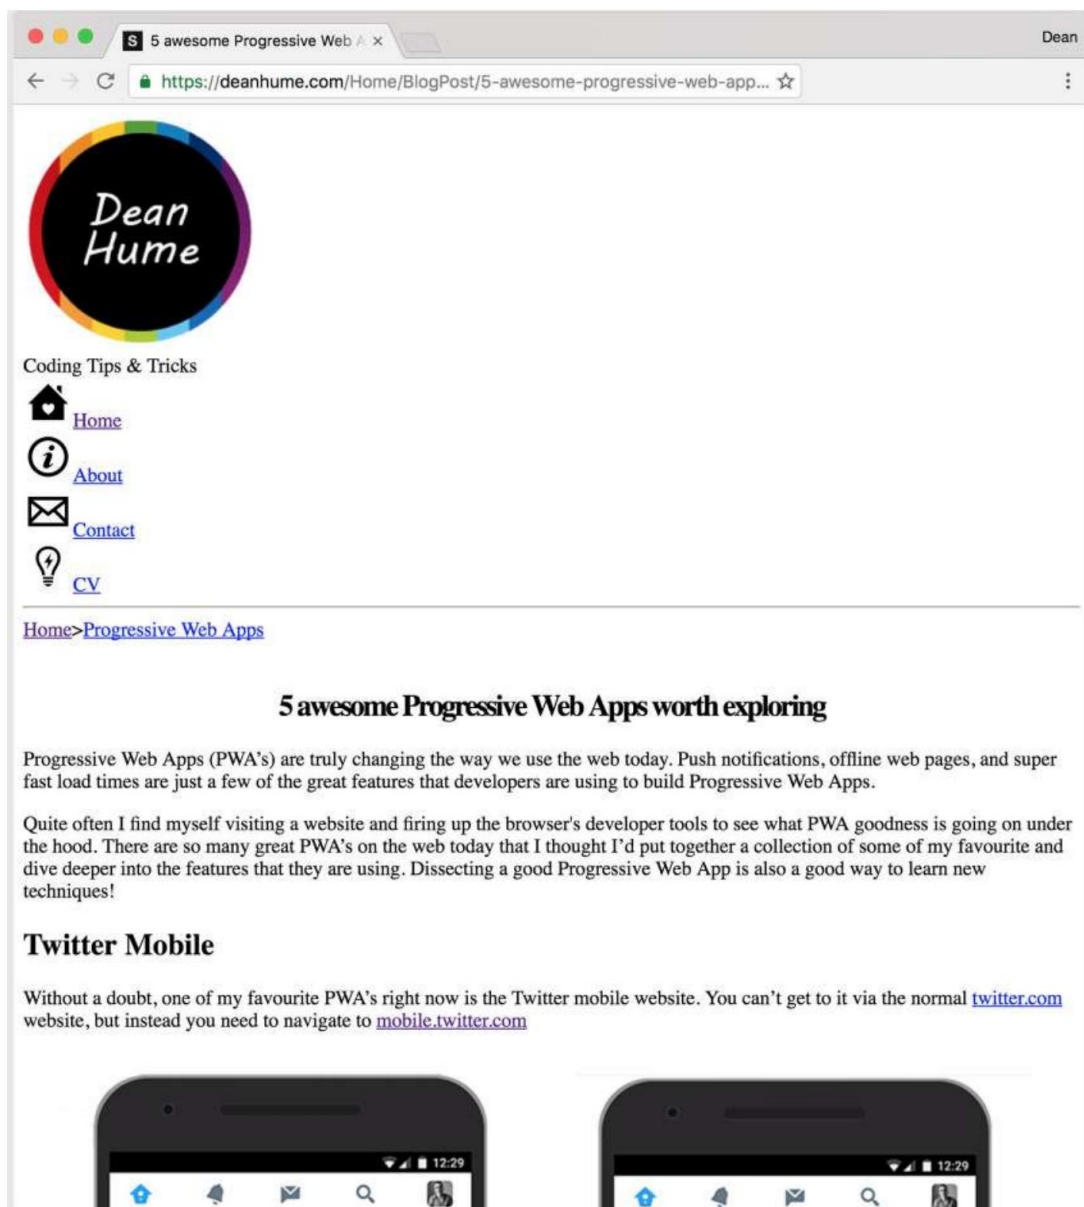 S 5 awesome Progressive Web A
Dean
https://deanhume.com/Home/BlogPost/5-awesome-progressive-web-app...
Dean
Hume
Coding Tips & Tricks
Home
About
Contact
CV
Home>Progressive Web Apps
5 awesome Progressive Web Apps worth exploring
Progressive Web Apps (PWA’s) are truly changing the way we use the web today. Push notifications, offline web pages, and super
fast load times are just a few of the great features that developers are using to build Progressive Web Apps.
Quite often I find myself visiting a website and firing up the browser's developer tools to see what PWA goodness is going on under
the hood. There are so many great PWA’s on the web today that I thought I’d put together a collection of some of my favourite and
dive deeper into the features that they are using. Dissecting a good Progressive Web App is also a good way to learn new
techniques!
Twitter Mobile
Without a doubt, one of my favourite PWA’s right now is the Twitter mobile website. You can’t get to it via the normal twitter.com
website, but instead you need to navigate to mobile.twitter.com
12:29
12:29